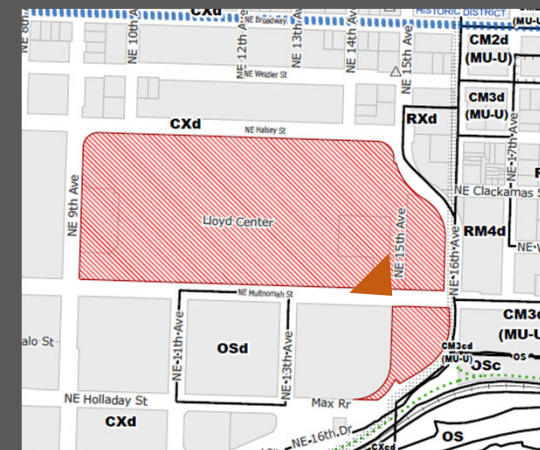 HISTORIC DISTRICT
CXd
NE Broadway
(MU-U)
NE 10th Ave
NE 12th Ave
NE 13th Ave
NE 14th Ave
NE 15th Ave
CM2d
(MU-U)
NE Weidler St
CM3d
(MU-U)
CXd
NE Halsey St
RXd
NE 17th Ave
NE Clackamas S
NE 9th Ave
Lloyd Center
NE 15th Ave
NE 16th Ave
RM4d
NE W
NE Multnomah St
CM3c
(MU-U
NE 11th Ave
OSd
NE 13th Ave
alo St
CM3cd
(MU-U)
OS
OSc
NE Holladay St
Max Rr
CXd
NE 16th Dr
OS
CXcd